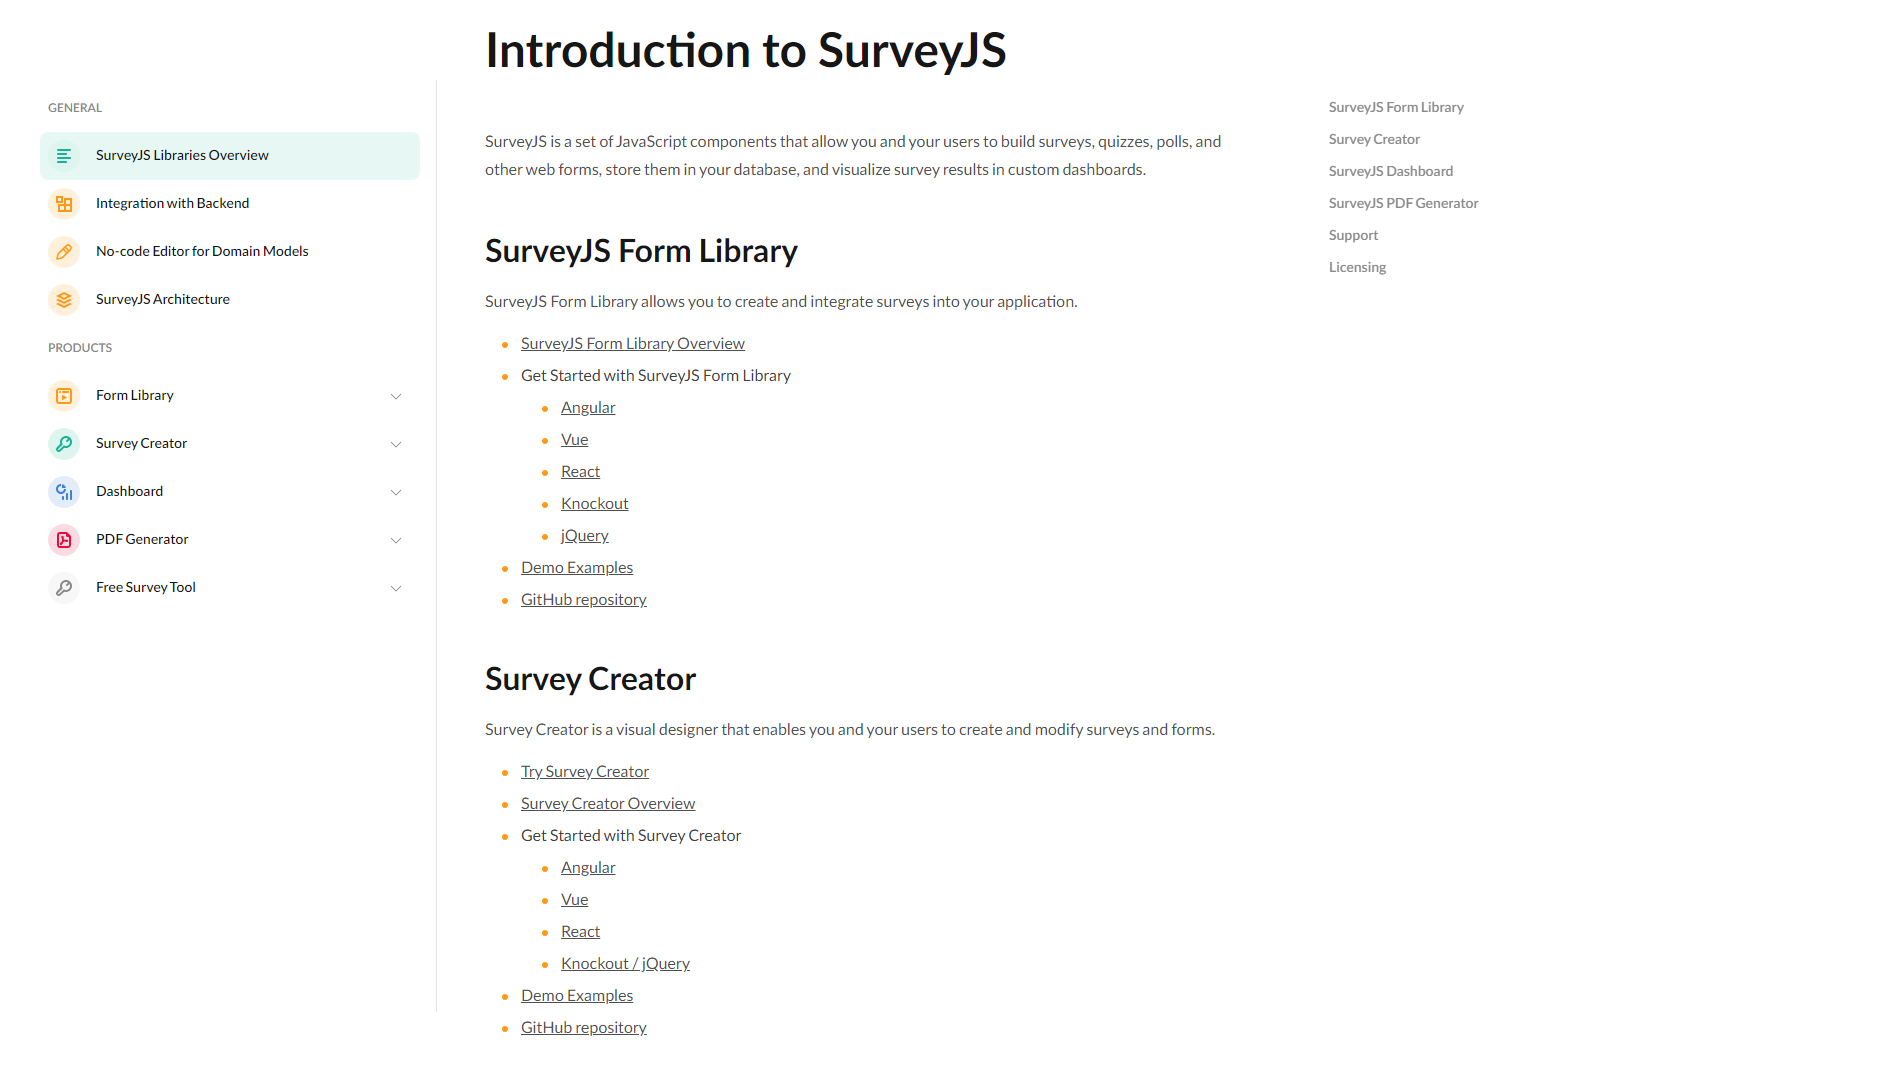 Introduction to SurveyJS
GENERAL
SurveyJS Libraries Overview
Integration with Backend
No-code Editor for Domain Models
SurveyJS Architecture
PRODUCTS
Form Library
Survey Creator
Dashboard
PDF Generator
Free Survey Tool
SurveyJS is a set of JavaScript components that allow you and your users to build surveys, quizzes, polls, and
other web forms, store them in your database, and visualize survey results in custom dashboards.
SurveyJS Form Library
SurveyJS Form Library allows you to create and integrate surveys into your application.
SurveyJS Form Library Overview
Get Started with SurveyJS Form Library
Angular
Vue
React
Knockout
jQuery
Demo Examples
GitHub repository
Survey Creator
Survey Creator is a visual designer that enables you and your users to create and modify surveys and forms.
Try Survey Creator
Survey Creator Overview
Get Started with Survey Creator
Angular
Vue
React
Knockout / jQuery
Demo Examples
GitHub repository
SurveyJS Form Library
Survey Creator
SurveyJS Dashboard
SurveyJS PDF Generator
Support
Licensing